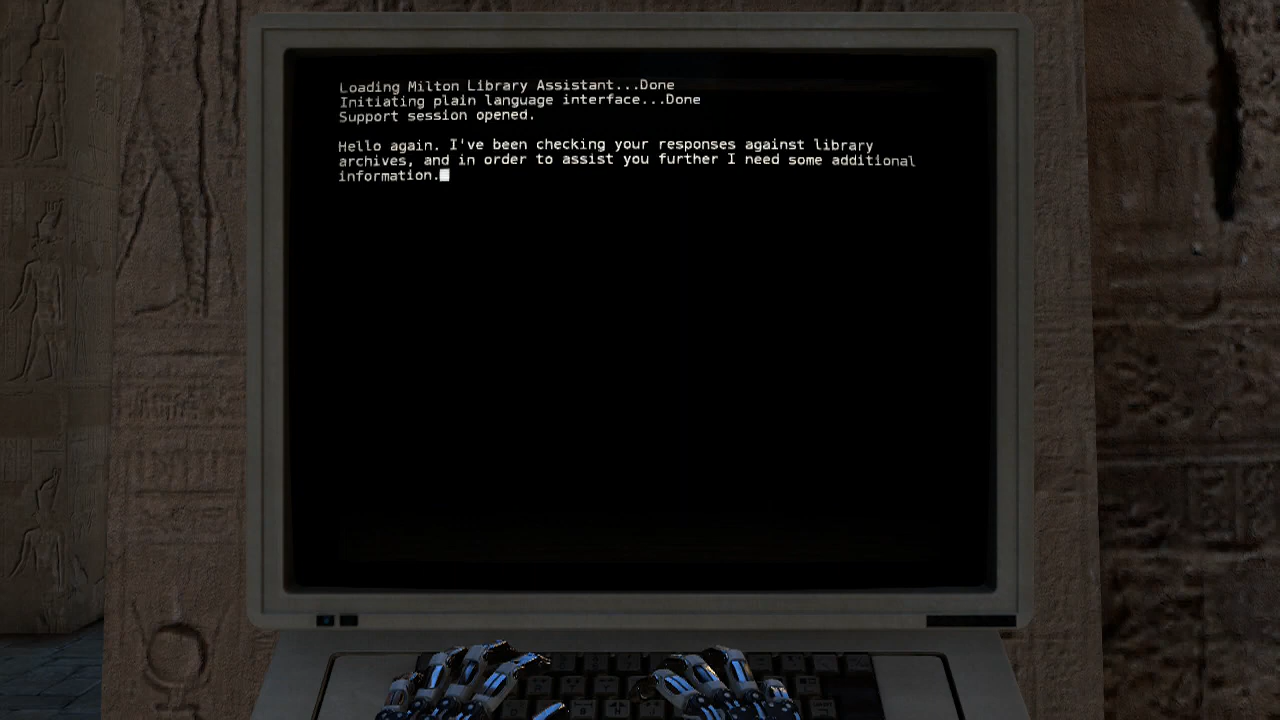 Loading Milton Library Assistant...Done
Initiating plain language interface...Done
Support session opened.
Hello again. I've been checking your responses against library
archives, and in order to assist you further I need some additional
information.